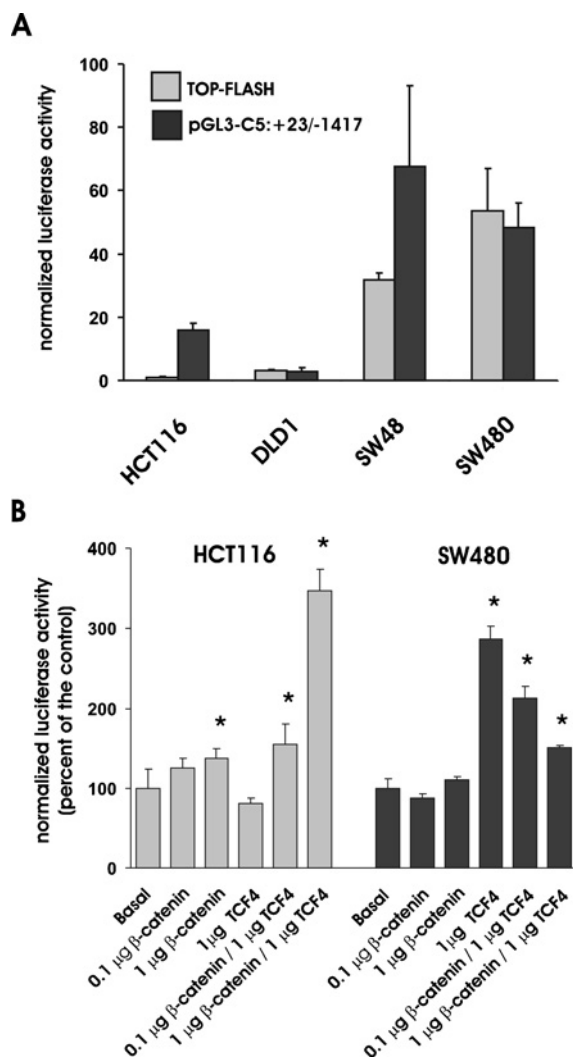 A
normalized luciferase activity
100
80
60
40
20
0
TOP-FLASH
pGL3-C5:+23/-1417
HCT116
DLD1
SW48
SW480
B
normalized luciferase activity
(percent of the control)
400
300
200
100
0
HCT116
SW480
*
*
*
*
*
*
Basal
0.1 µg β-catenin
1 µg β-catenin
1µg TCF4
0.1 µg β-catenin / 1 µg TCF4
1 µg β-catenin / 1 µg TCF4
Basal
0.1 µg β-catenin
1 µg β-catenin
1µg TCF4
0.1 µg β-catenin / 1 µg TCF4
1 µg β-catenin / 1 µg TCF4